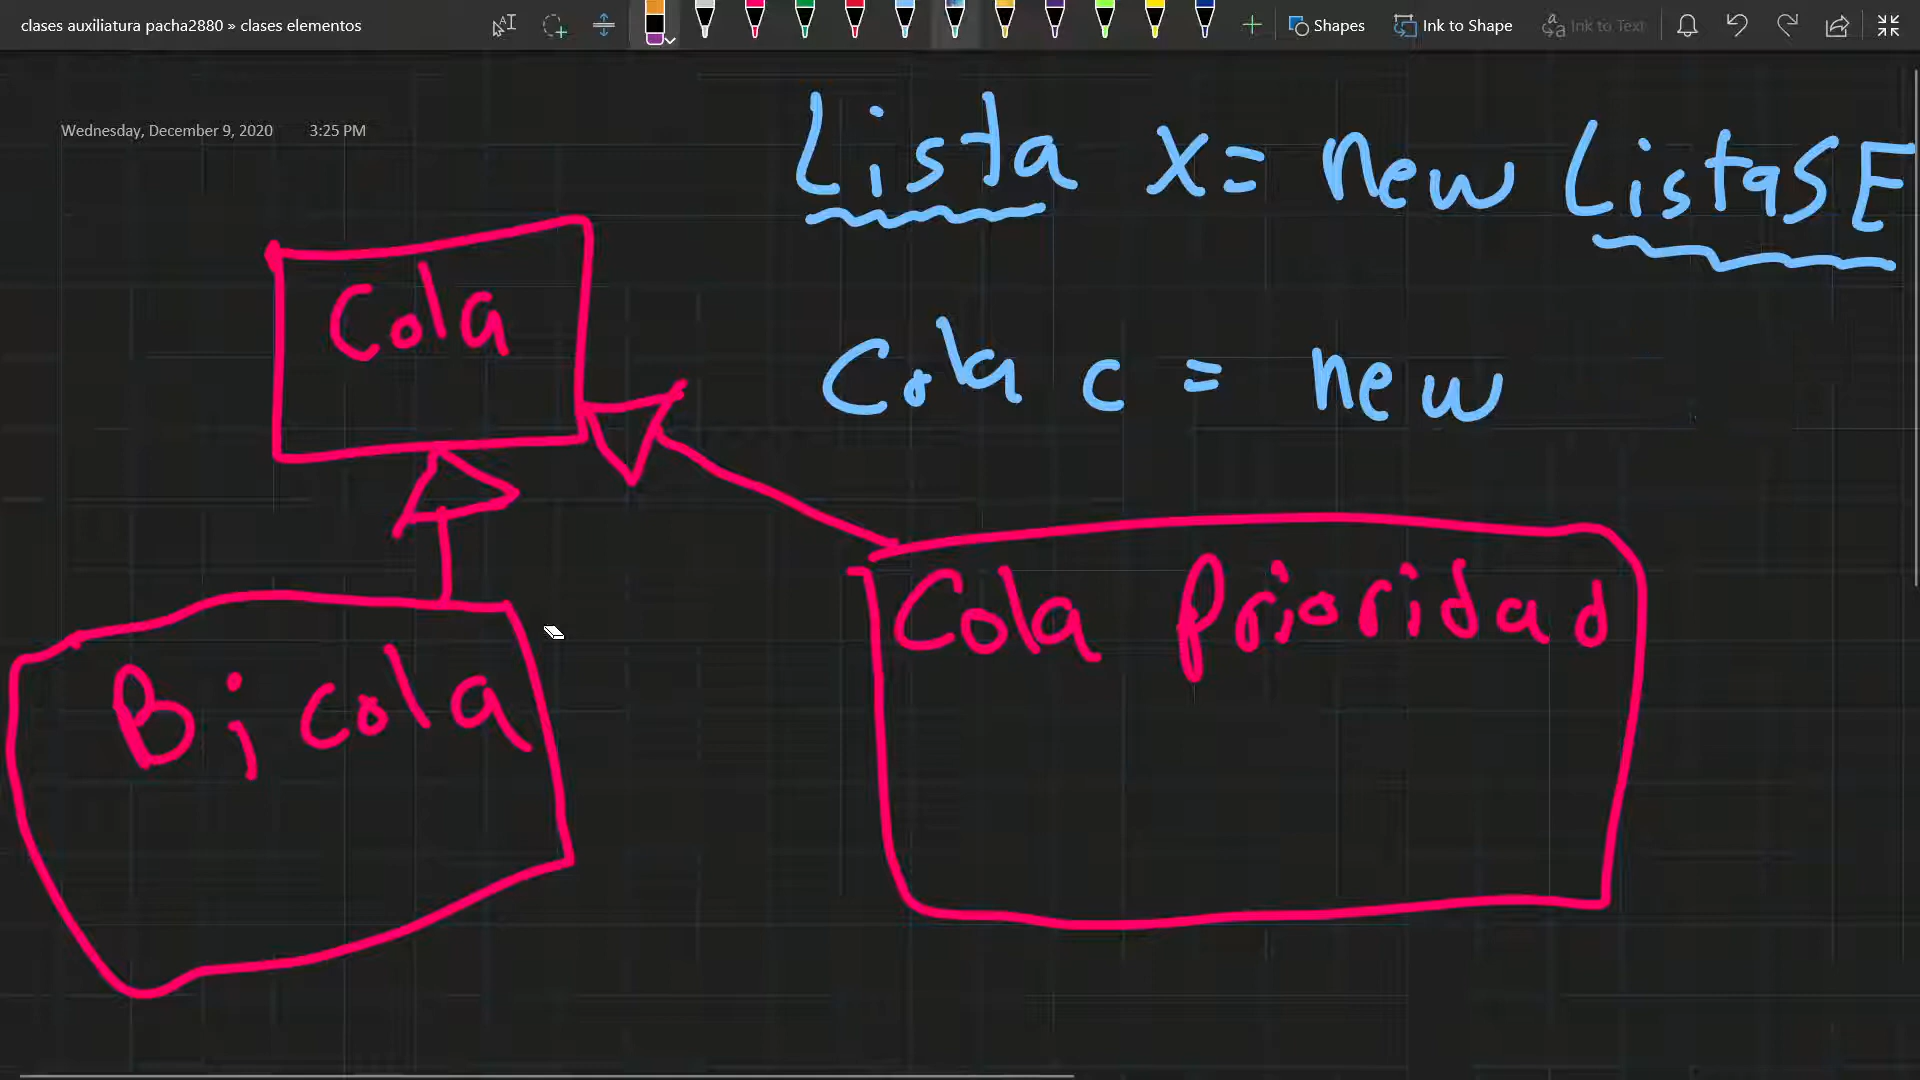 clases auxiliatura pacha2880 » clases elementos
Shapes
Ink to Shape
Ink to Text
Wednesday, December 9, 2020 3:25 PM
Lista x = new ListaSE
Cola
Cola c = new
Cola Prioridad
Bicola